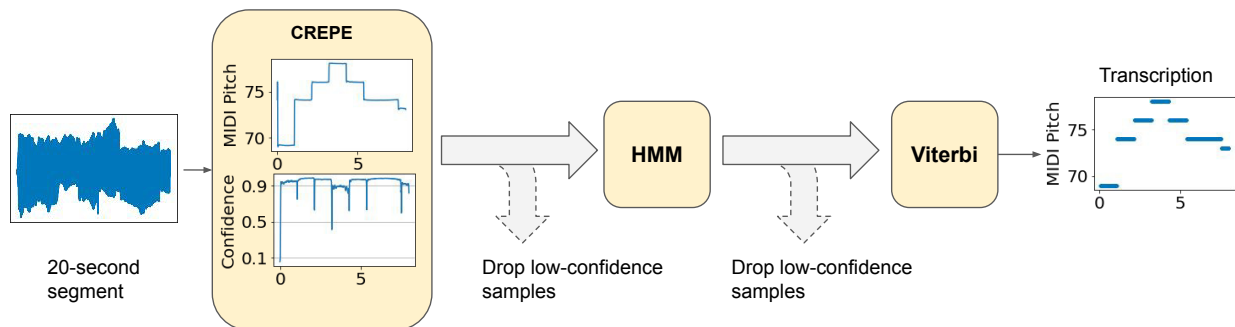 CREPE
MIDI Pitch
75
70
0
5
Confidence
0.9
0.5
0.1
0
5
20-second
segment
Drop low-confidence
samples
HMM
Drop low-confidence
samples
Viterbi
Transcription
MIDI Pitch
75
70
0
5